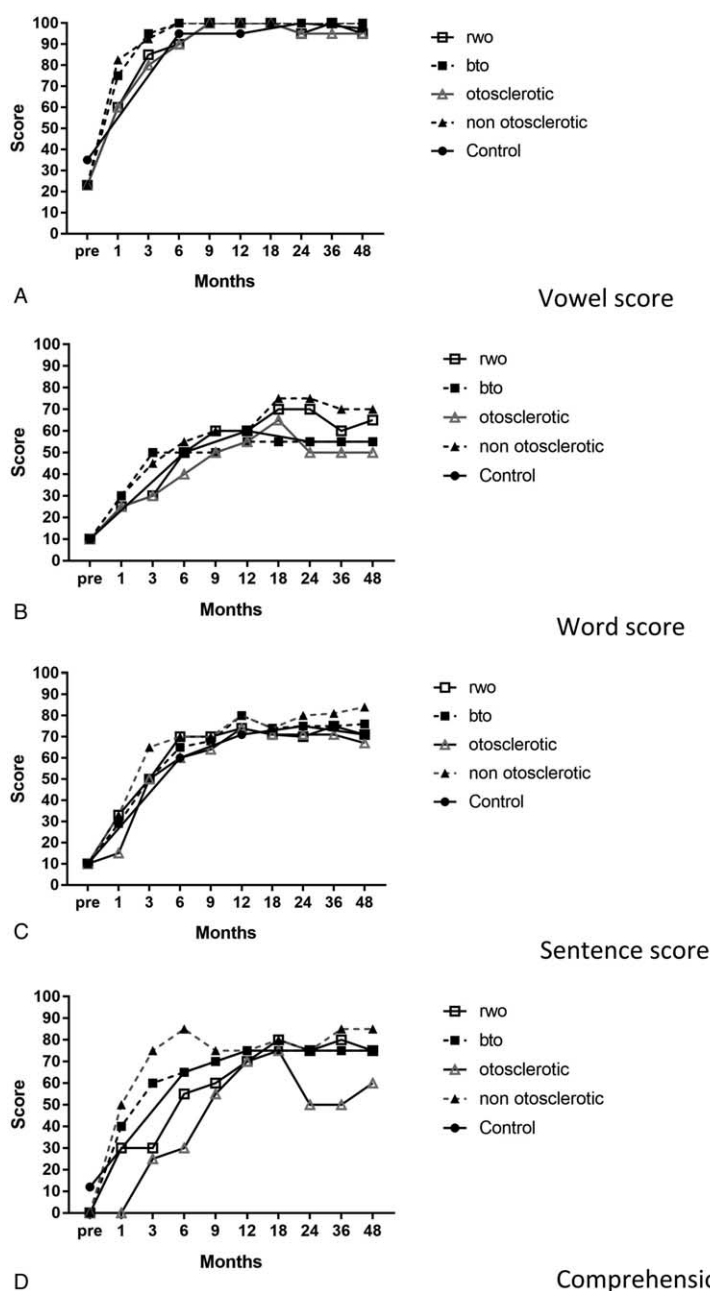 100
90
80
70
60
50
40
30
20
10
0
Score
pre 1 3 6 9 12 18 24 36 48
Months
rwo
bto
otosclerotic
non otosclerotic
Control
A
Vowel score
100
90
80
70
60
50
40
30
20
10
0
Score
pre 1 3 6 9 12 18 24 36 48
Months
rwo
bto
otosclerotic
non otosclerotic
Control
B
Word score
100
90
80
70
60
50
40
30
20
10
0
Score
pre 1 3 6 9 12 18 24 36 48
Months
rwo
bto
otosclerotic
non otosclerotic
Control
C
Sentence score
100
90
80
70
60
50
40
30
20
10
0
Score
pre 1 3 6 9 12 18 24 36 48
Months
rwo
bto
otosclerotic
non otosclerotic
Control
D
Comprehensio